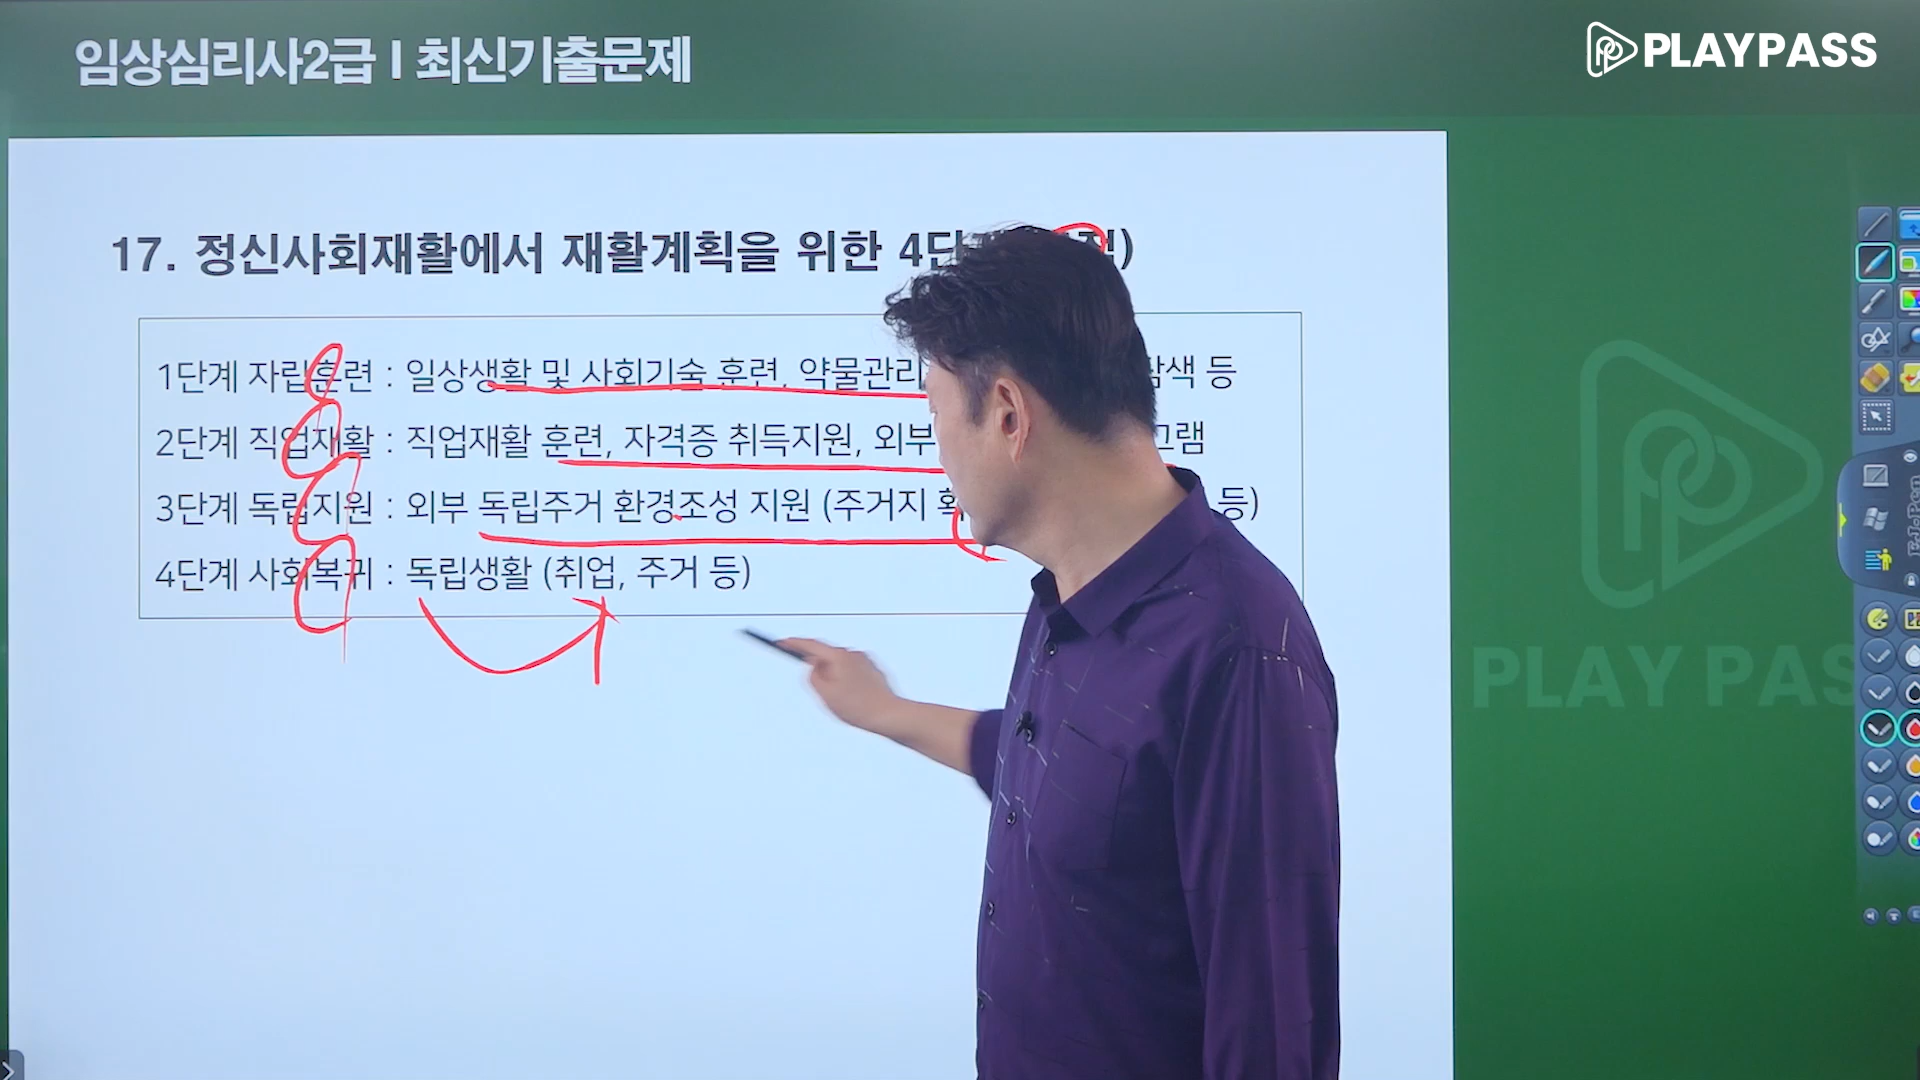 임상심리사2급 I 최신기출문제
PLAYPASS
17. 정신사회재활에서 재활계획을 위한 4단
1단계 자립훈련 : 일상생활 및 사회기술 훈련, 약물관리 등
2단계 직업재활 : 직업재활 훈련, 자격증 취득지원, 외부
3단계 독립지원 : 외부 독립주거 환경조성 지원 (주거지 등)
4단계 사회복귀 : 독립생활 (취업, 주거 등)
PLAY PAS